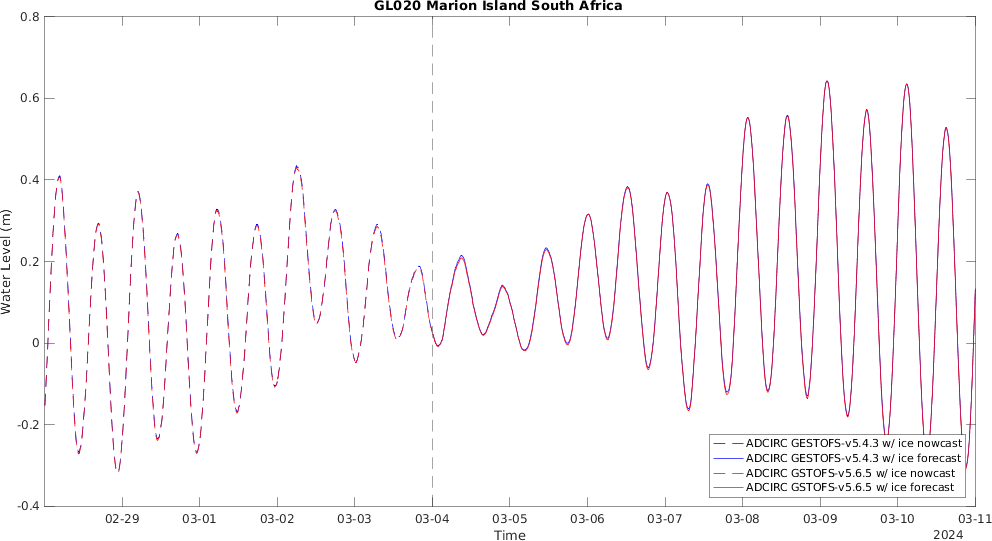 GL020 Marion Island South Africa
Water Level (m)
0.8
0.6
0.4
0.2
0
-0.2
-0.4
ADCIRC GESTOFS-v5.4.3 w/ ice nowcast
ADCIRC GESTOFS-v5.4.3 w/ ice forecast
ADCIRC GSTOFS-v5.6.5 w/ ice nowcast
ADCIRC GSTOFS-v5.6.5 w/ ice forecast
02-29 03-01 03-02 03-03 03-04 03-05 03-06 03-07 03-08 03-09 03-10 03-11
Time
2024